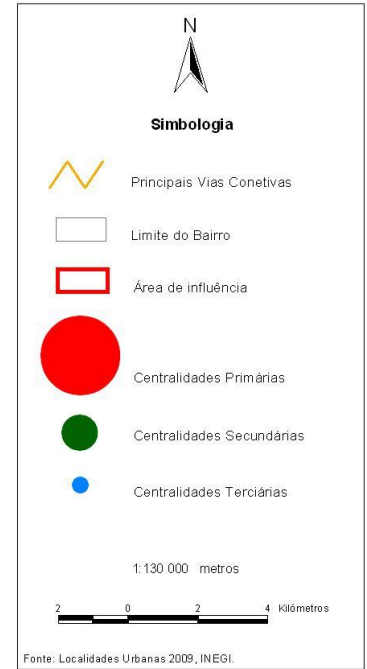 N
Simbologia
Principais Vias Conetivas
Limite do Bairro
Área de influência
Centralidades Primárias
Centralidades Secundárias
Centralidades Terciárias
1:130 000 metros
2 0 2 4 Kilómetros
Fonte: Localidades Urbanas 2009, INEGI.